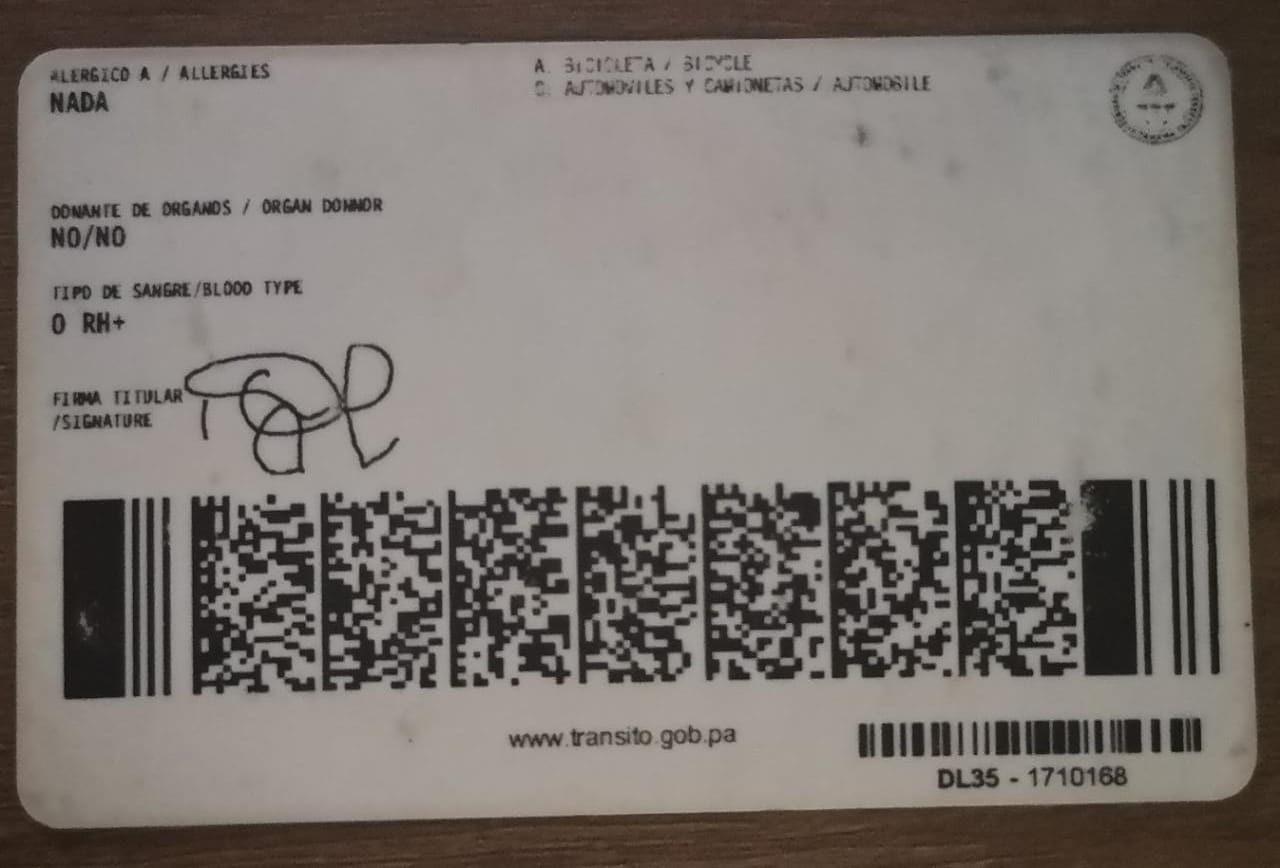 ALERGICO A / ALLERGIES
NADA
A. BICICLETA / BICYCLE
C. AUTOMOVILES Y CAMIONETAS / AUTOMOBILE
DONANTE DE ORGANOS / ORGAN DONNOR
NO/NO
TIPO DE SANGRE/BLOOD TYPE
O RH+
FIRMA TITULAR
/SIGNATURE
www.transito.gob.pa
DL35 - 1710168